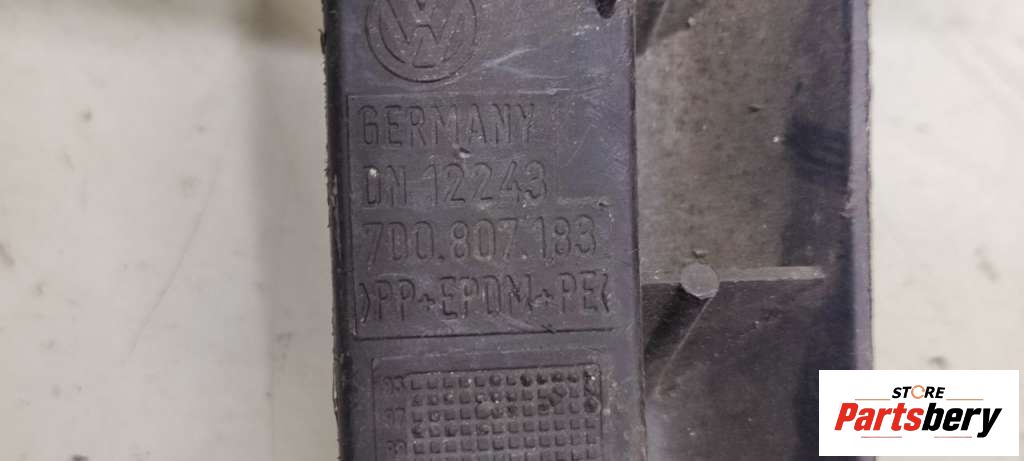 GERMANY
DN 12243
7D0.807.183
>PP+EPDM+PE<
STORE
Partsbery